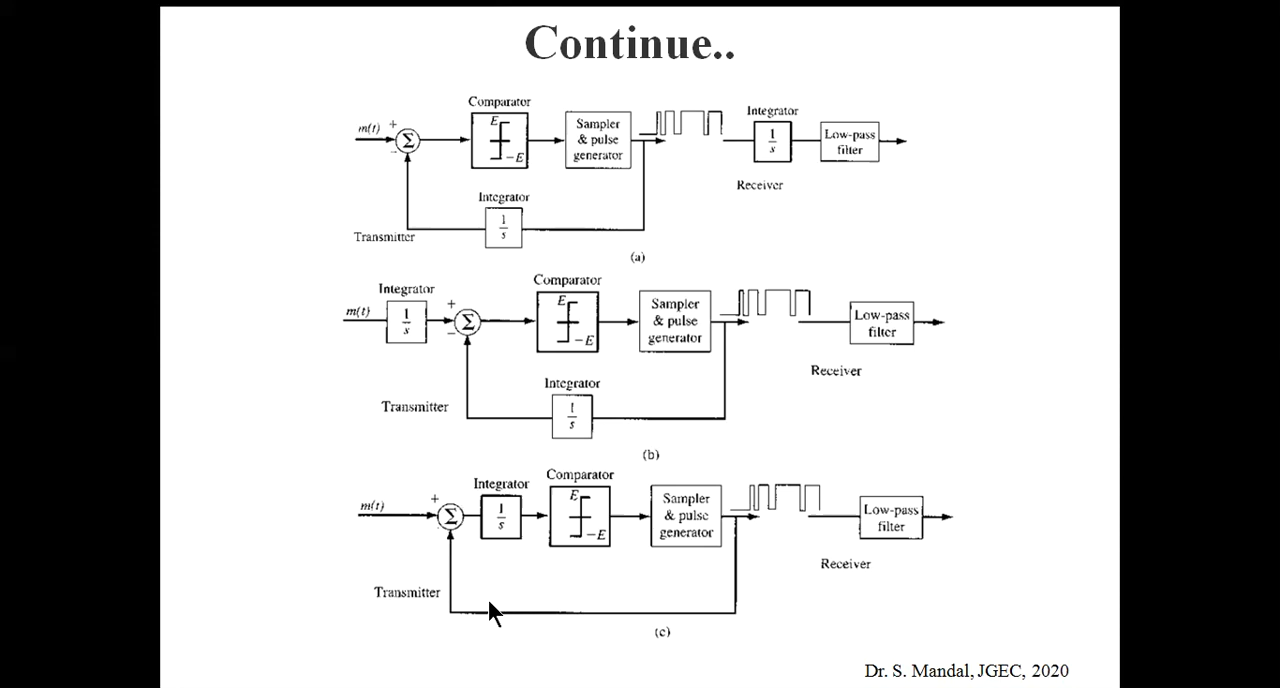 Continue..
Comparator
Integrator
m(t)
+
−
Σ
E
−E
Sampler
& pulse
generator
1
s
Low-pass
filter
Receiver
Integrator
1
s
Transmitter
(a)
Integrator
Comparator
m(t)
1
s
+
−
Σ
E
−E
Sampler
& pulse
generator
Low-pass
filter
Receiver
Integrator
1
s
Transmitter
(b)
Integrator
Comparator
m(t)
+
Σ
1
s
E
−E
Sampler
& pulse
generator
Low-pass
filter
Receiver
Transmitter
(c)
Dr. S. Mandal, JGEC, 2020